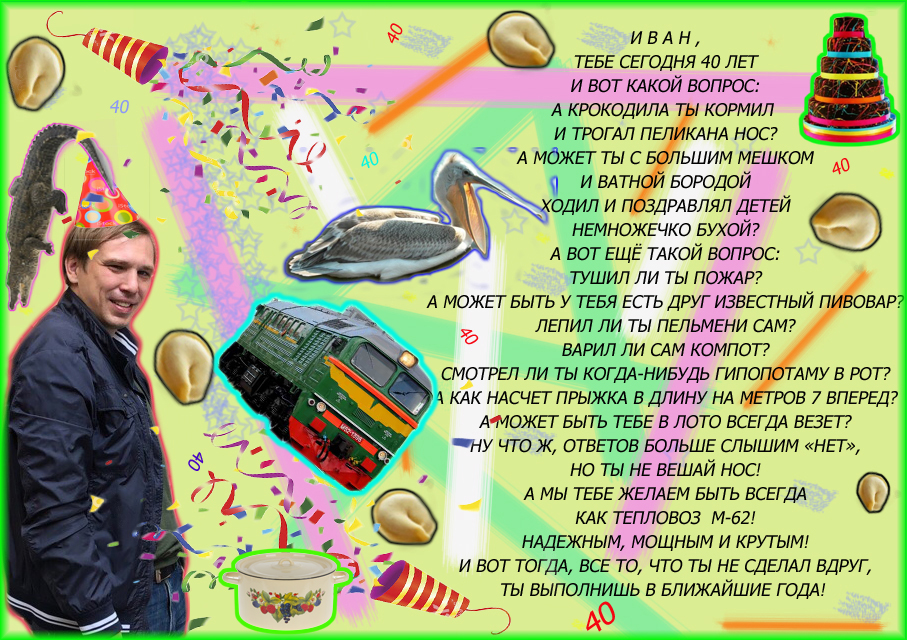 И В А Н ,
ТЕБЕ СЕГОДНЯ 40 ЛЕТ
И ВОТ КАКОЙ ВОПРОС:
А КРОКОДИЛА ТЫ КОРМИЛ
И ТРОГАЛ ПЕЛИКАНА НОС?
А МОЖЕТ ТЫ С БОЛЬШИМ МЕШКОМ
И ВАТНОЙ БОРОДОЙ
ХОДИЛ И ПОЗДРАВЛЯЛ ДЕТЕЙ
НЕМНОЖЕЧКО БУХОЙ?
А ВОТ ЕЩЁ ТАКОЙ ВОПРОС:
ТУШИЛ ЛИ ТЫ ПОЖАР?
А МОЖЕТ БЫТЬ У ТЕБЯ ЕСТЬ ДРУГ ИЗВЕСТНЫЙ ПИВОВАР?
ЛЕПИЛ ЛИ ТЫ ПЕЛЬМЕНИ САМ?
ВАРИЛ ЛИ САМ КОМПОТ?
СМОТРЕЛ ЛИ ТЫ КОГДА-НИБУДЬ ГИПОПОТАМУ В РОТ?
А КАК НАСЧЕТ ПРЫЖКА В ДЛИНУ НА МЕТРОВ 7 ВПЕРЕД?
А МОЖЕТ БЫТЬ ТЕБЕ В ЛОТО ВСЕГДА ВЕЗЕТ?
НУ ЧТО Ж, ОТВЕТОВ БОЛЬШЕ СЛЫШИМ «НЕТ»,
НО ТЫ НЕ ВЕШАЙ НОС!
А МЫ ТЕБЕ ЖЕЛАЕМ БЫТЬ ВСЕГДА
КАК ТЕПЛОВОЗ М-62!
НАДЕЖНЫМ, МОЩНЫМ И КРУТЫМ!
И ВОТ ТОГДА, ВСЕ ТО, ЧТО ТЫ НЕ СДЕЛАЛ ВДРУГ,
ТЫ ВЫПОЛНИШЬ В БЛИЖАЙШИЕ ГОДА!
40
40
40
40
40
40
40